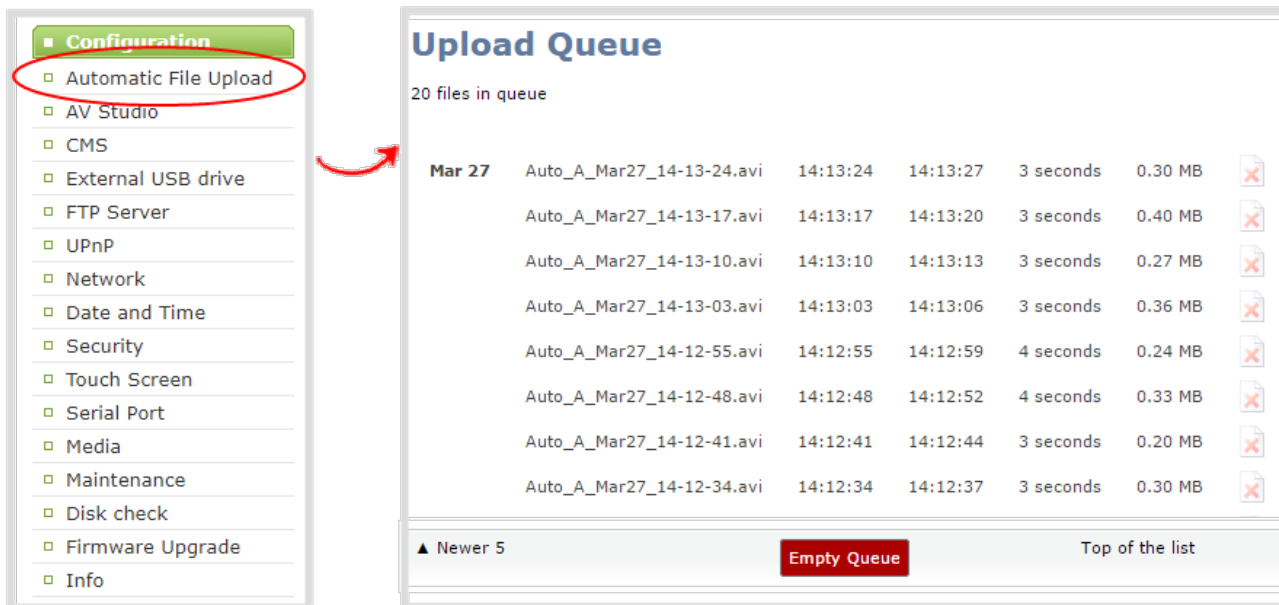 Configuration
Automatic File Upload
AV Studio
CMS
External USB drive
FTP Server
UPnP
Network
Date and Time
Security
Touch Screen
Serial Port
Media
Maintenance
Disk check
Firmware Upgrade
Info
Upload Queue
20 files in queue
Mar 27 Auto_A_Mar27_14-13-24.avi 14:13:24 14:13:27 3 seconds 0.30 MB
Auto_A_Mar27_14-13-17.avi 14:13:17 14:13:20 3 seconds 0.40 MB
Auto_A_Mar27_14-13-10.avi 14:13:10 14:13:13 3 seconds 0.27 MB
Auto_A_Mar27_14-13-03.avi 14:13:03 14:13:06 3 seconds 0.36 MB
Auto_A_Mar27_14-12-55.avi 14:12:55 14:12:59 4 seconds 0.24 MB
Auto_A_Mar27_14-12-48.avi 14:12:48 14:12:52 4 seconds 0.33 MB
Auto_A_Mar27_14-12-41.avi 14:12:41 14:12:44 3 seconds 0.20 MB
Auto_A_Mar27_14-12-34.avi 14:12:34 14:12:37 3 seconds 0.30 MB
▲ Newer 5 Empty Queue Top of the list